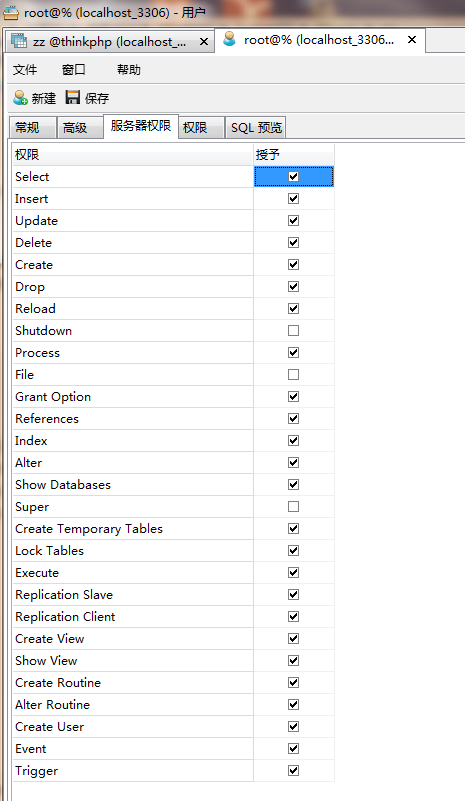 root@% (localhost_3306) - 用户
zz @thinkphp (localhost_... root@% (localhost_3306...
文件 窗口 帮助
新建 保存
常规 高级 服务器权限 权限 SQL 预览
权限 授予
Select
Insert
Update
Delete
Create
Drop
Reload
Shutdown
Process
File
Grant Option
References
Index
Alter
Show Databases
Super
Create Temporary Tables
Lock Tables
Execute
Replication Slave
Replication Client
Create View
Show View
Create Routine
Alter Routine
Create User
Event
Trigger